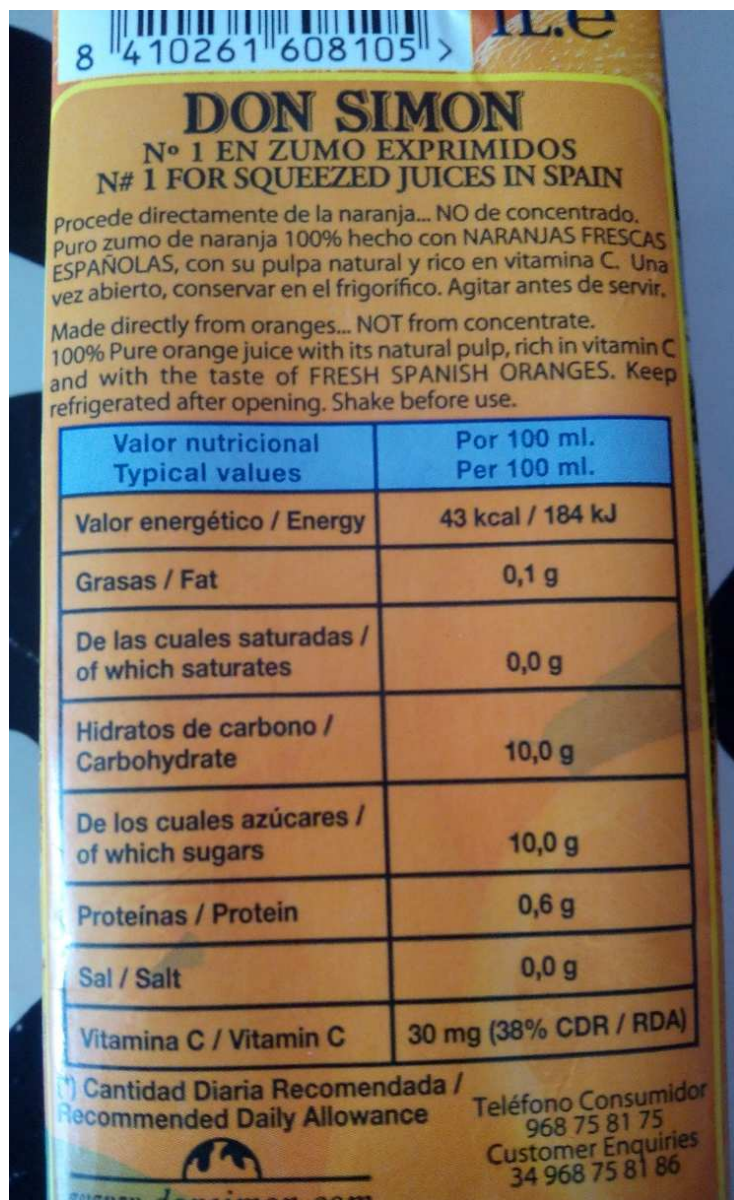 1L.e
8 410261 608105 >
DON SIMON
Nº 1 EN ZUMO EXPRIMIDOS
N# 1 FOR SQUEEZED JUICES IN SPAIN
Procede directamente de la naranja... NO de concentrado.
Puro zumo de naranja 100% hecho con NARANJAS FRESCAS
ESPAÑOLAS, con su pulpa natural y rico en vitamina C. Una
vez abierto, conservar en el frigorífico. Agitar antes de servir.
Made directly from oranges... NOT from concentrate.
100% Pure orange juice with its natural pulp, rich in vitamin C
and with the taste of FRESH SPANISH ORANGES. Keep
refrigerated after opening. Shake before use.
Valor nutricional Por 100 ml.
Typical values Per 100 ml.
Valor energético / Energy 43 kcal / 184 kJ
Grasas / Fat 0,1 g
De las cuales saturadas /
of which saturates 0,0 g
Hidratos de carbono /
Carbohydrate 10,0 g
De los cuales azúcares /
of which sugars 10,0 g
Proteínas / Protein 0,6 g
Sal / Salt 0,0 g
Vitamina C / Vitamin C 30 mg (38% CDR / RDA)
(*) Cantidad Diaria Recomendada /
Recommended Daily Allowance
Teléfono Consumidor
968 75 81 75
Customer Enquiries
34 968 75 81 86